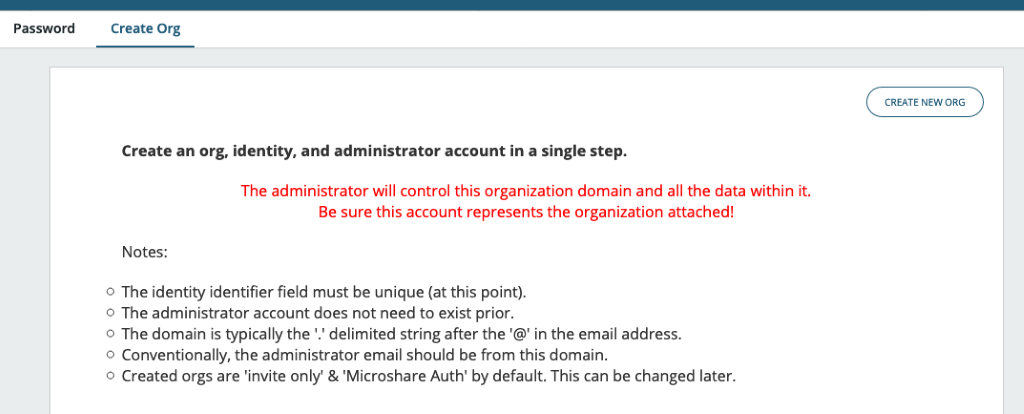 Password
Create Org
CREATE NEW ORG
Create an org, identity, and administrator account in a single step.
The administrator will control this organization domain and all the data within it.
Be sure this account represents the organization attached!
Notes:
The identity identifier field must be unique (at this point).
The administrator account does not need to exist prior.
The domain is typically the '.' delimited string after the '@' in the email address.
Conventionally, the administrator email should be from this domain.
Created orgs are 'invite only' & 'Microshare Auth' by default. This can be changed later.